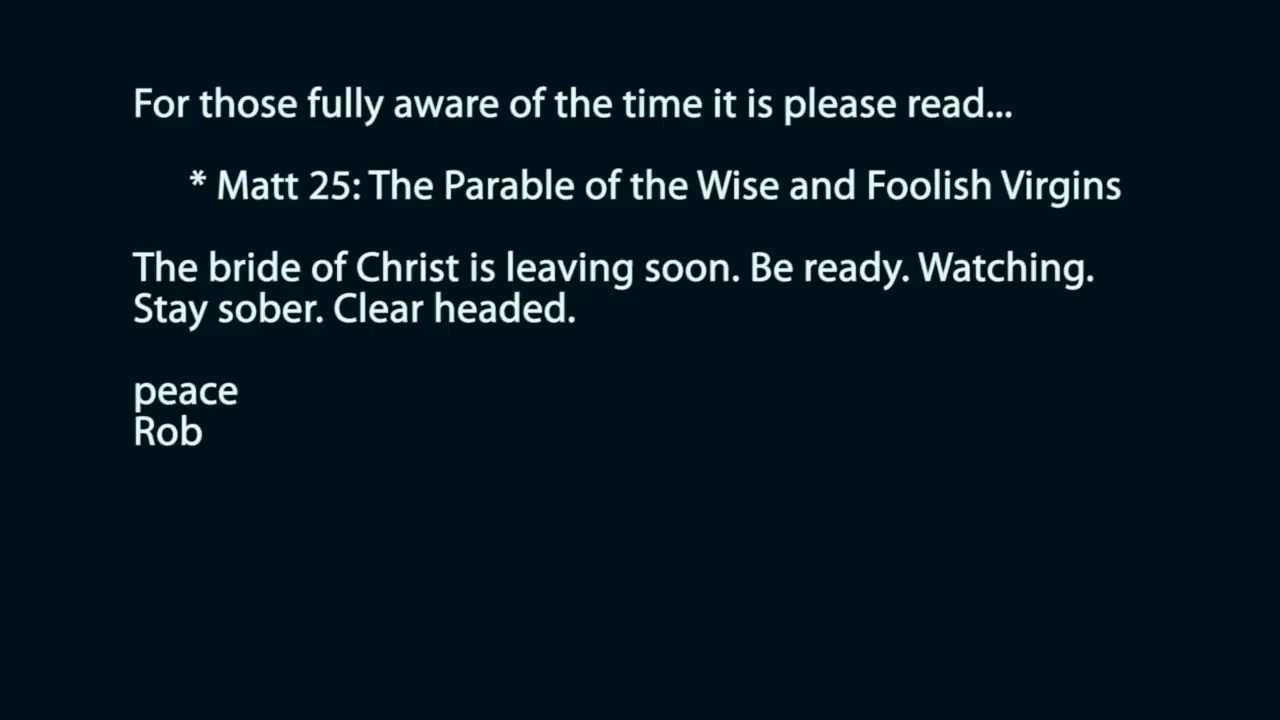 For those fully aware of the time it is please read...
* Matt 25: The Parable of the Wise and Foolish Virgins
The bride of Christ is leaving soon. Be ready. Watching.
Stay sober. Clear headed.
peace
Rob